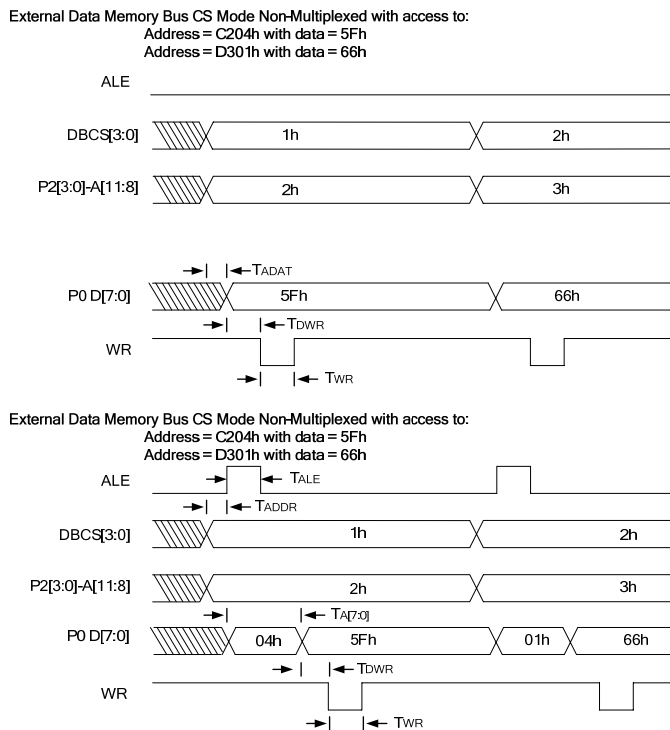 External Data Memory Bus CS Mode Non-Multiplexed with access to:
Address = C204h with data = 5Fh
Address = D301h with data = 66h
ALE
DBCS[3:0]
1h
2h
P2[3:0]-A[11:8]
2h
3h
TADAT
P0 D[7:0]
5Fh
66h
TDWR
WR
TWR
External Data Memory Bus CS Mode Non-Multiplexed with access to:
Address = C204h with data = 5Fh
Address = D301h with data = 66h
ALE
TALE
TADDR
DBCS[3:0]
1h
2h
P2[3:0]-A[11:8]
2h
3h
TA[7:0]
P0 D[7:0]
04h
5Fh
01h
66h
TDWR
WR
TWR